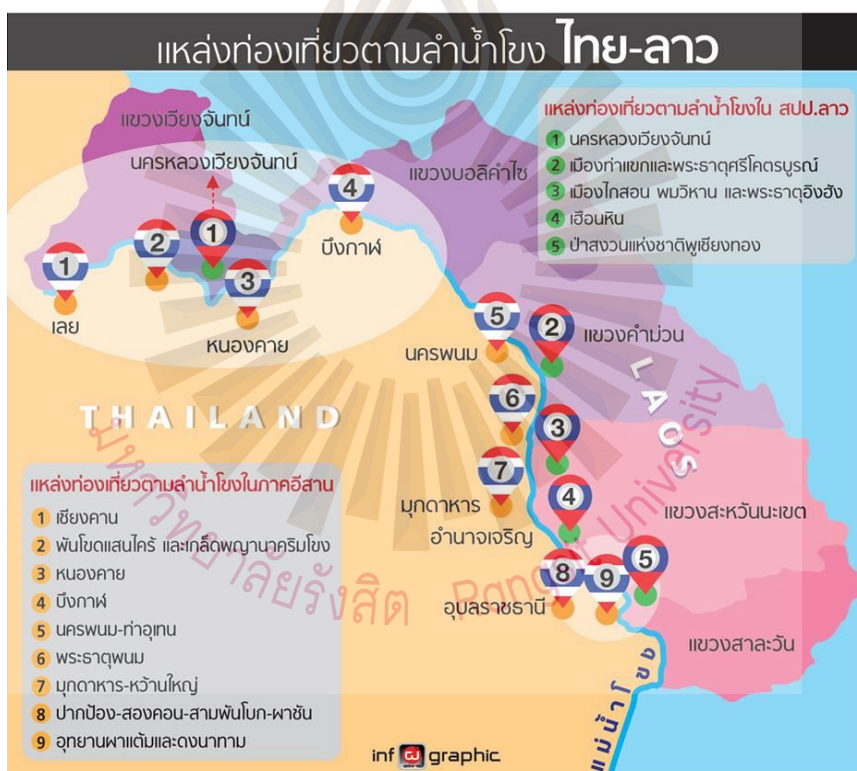 แหล่งท่องเที่ยวตามลำน้ำโขง ไทย-ลาว
แขวงเวียงจันทน์
นครหลวงเวียงจันทน์
แขวงบอลิคำไซ
แหล่งท่องเที่ยวตามลำน้ำโขงใน สปป.ลาว
1 นครหลวงเวียงจันทน์
2 เมืองท่าแขกและพระธาตุศรีโคตรบูรณ์
3 เมืองไกสอน พมวิหาน และพระธาตุอิงฮัง
4 เฮือนหิน
5 ป่าสงวนแห่งชาติพูเชียงทอง
1
2
1
3
4
เลย
หนองคาย
บึงกาฬ
5
นครพนม
2
แขวงคำม่วน
THAILAND
LAOS
6
3
7
มุกดาหาร
4
แขวงสะหวันนะเขต
อำนาจเจริญ
8
9
5
อุบลราชธานี
แขวงสาละวัน
แม่น้ำโขง
แหล่งท่องเที่ยวตามลำน้ำโขงในภาคอีสาน
1 เชียงคาน
2 พันโขดแสนไคร้ และเกล็ดพญานาคริมโขง
3 หนองคาย
4 บึงกาฬ
5 นครพนม-ท่าอุเทน
6 พระธาตุพนม
7 มุกดาหาร-หว้านใหญ่
8 ปากป้อง-สองคอน-สามพันโบก-ผาชัน
9 อุทยานผาแต้มและดงนาทาม
มหาวิทยาลัยรังสิต Rangsit University
inf graphic